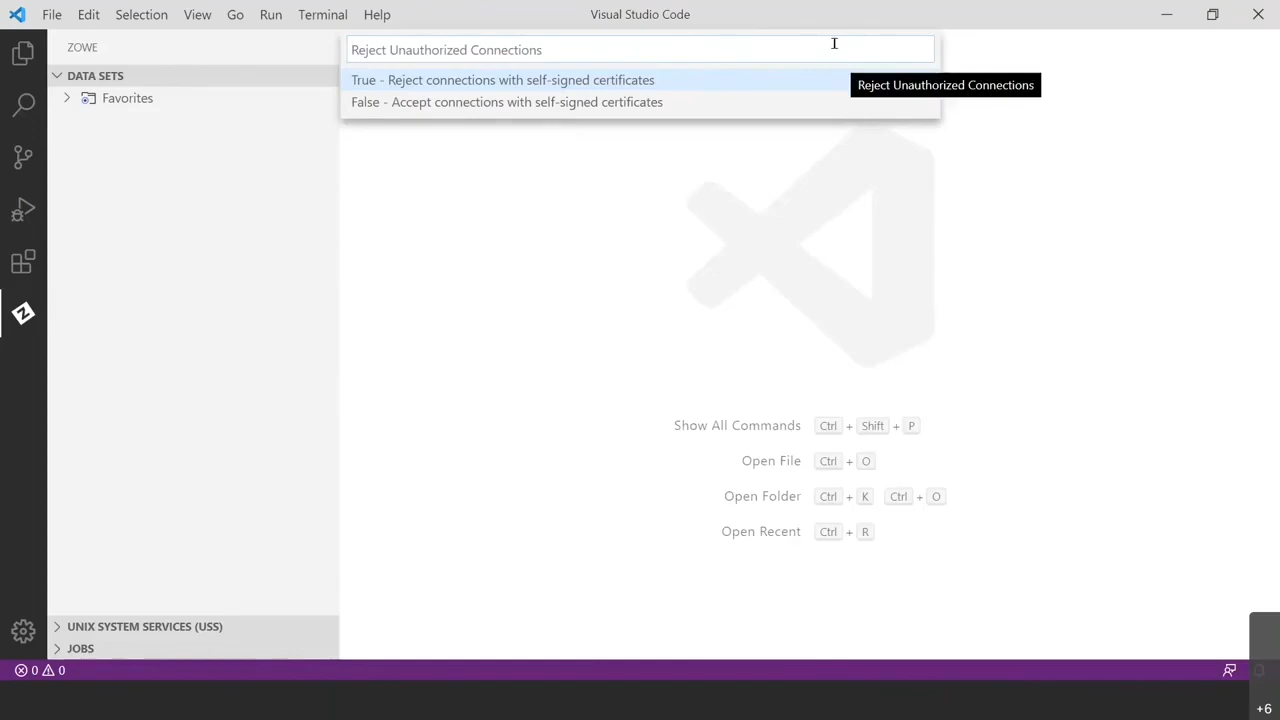 File Edit Selection View Go Run Terminal Help
Visual Studio Code
ZOWE
DATA SETS
Favorites
Reject Unauthorized Connections
True - Reject connections with self-signed certificates
Reject Unauthorized Connections
False - Accept connections with self-signed certificates
Show All Commands Ctrl + Shift + P
Open File Ctrl + O
Open Folder Ctrl + K Ctrl + O
Open Recent Ctrl + R
UNIX SYSTEM SERVICES (USS)
JOBS
0 0
+6